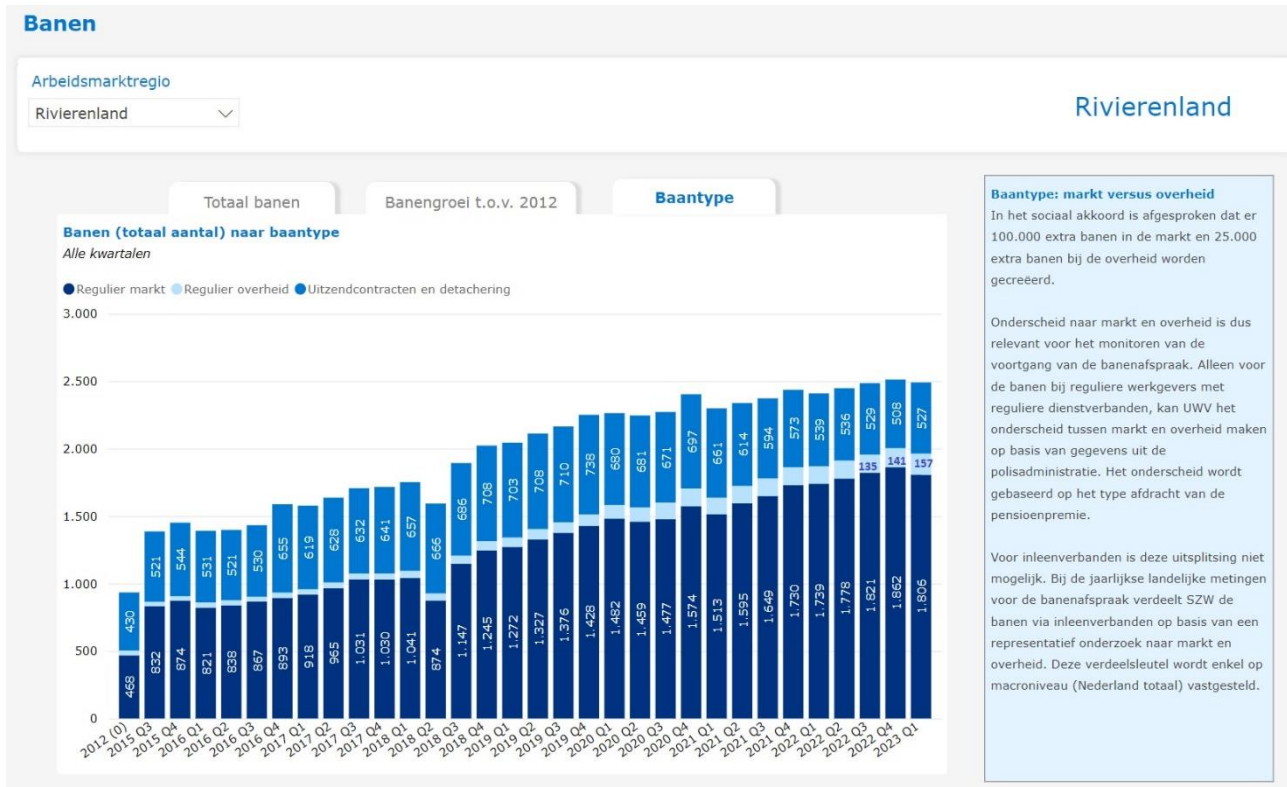 Banen
Arbeidsmarktregio
Rivierenland
Rivierenland
Totaal banen
Banengroei t.o.v. 2012
Baantype
Banen (totaal aantal) naar baantype
Alle kwartalen
Regulier markt Regulier overheid Uitzendcontracten en detachering
3.000
2.500
2.000
1.500
1.000
500
0
430 521 544 531 521 530 655 619 628 632 641 657 666 686 708 703 708 710 738 680 681 671 697 661 614 594 573 539 536 529 508 527
135 141 157
468 832 874 821 838 867 893 918 965 1.031 1.030 1.041 874 1.147 1.245 1.272 1.327 1.376 1.428 1.482 1.459 1.477 1.574 1.513 1.595 1.649 1.730 1.739 1.778 1.821 1.862 1.806
2012 (0) 2015 Q3 2015 Q4 2016 Q1 2016 Q2 2016 Q3 2016 Q4 2017 Q1 2017 Q2 2017 Q3 2017 Q4 2018 Q1 2018 Q2 2018 Q3 2018 Q4 2019 Q1 2019 Q2 2019 Q3 2019 Q4 2020 Q1 2020 Q2 2020 Q3 2020 Q4 2021 Q1 2021 Q2 2021 Q3 2021 Q4 2022 Q1 2022 Q2 2022 Q3 2022 Q4 2023 Q1
Baantype: markt versus overheid
In het sociaal akkoord is afgesproken dat er
100.000 extra banen in de markt en 25.000
extra banen bij de overheid worden
gecreëerd.
Onderscheid naar markt en overheid is dus
relevant voor het monitoren van de
voortgang van de banenafspraak. Alleen voor
de banen bij reguliere werkgevers met
reguliere dienstverbanden, kan UWV het
onderscheid tussen markt en overheid maken
op basis van gegevens uit de
polisadministratie. Het onderscheid wordt
gebaseerd op het type afdracht van de
pensioenpremie.
Voor inleenverbanden is deze uitsplitsing niet
mogelijk. Bij de jaarlijkse landelijke metingen
voor de banenafspraak verdeelt SZW de
banen via inleenverbanden op basis van een
representatief onderzoek naar markt en
overheid. Deze verdeelsleutel wordt enkel op
macroniveau (Nederland totaal) vastgesteld.